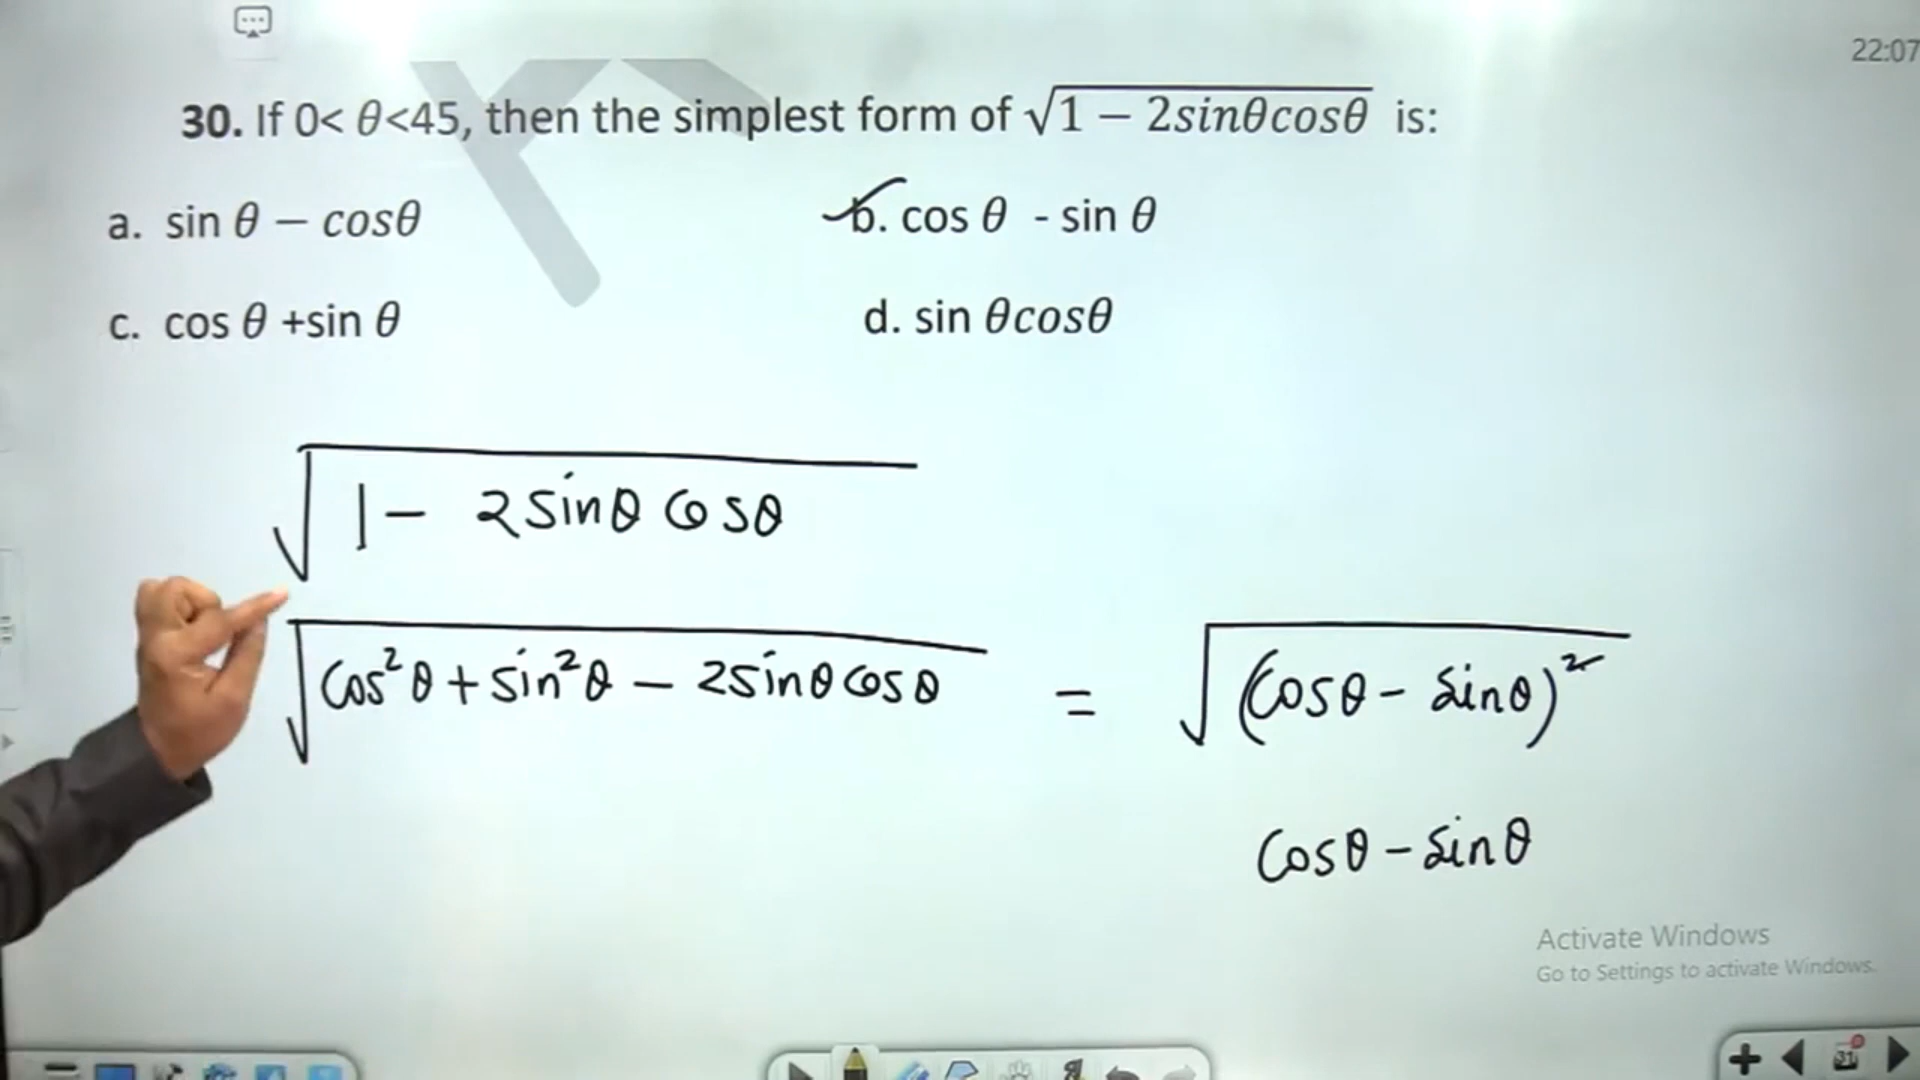 22:07
30. If 0< θ<45, then the simplest form of √1 − 2sinθcosθ is:
a. sin θ − cosθ
b. cos θ - sin θ
c. cos θ +sin θ
d. sin θcosθ
√1 − 2sinθ cosθ
√cos²θ + sin²θ − 2sinθ cosθ = √(cosθ − sinθ)²
cosθ − sinθ
Activate Windows
Go to Settings to activate Windows.
31